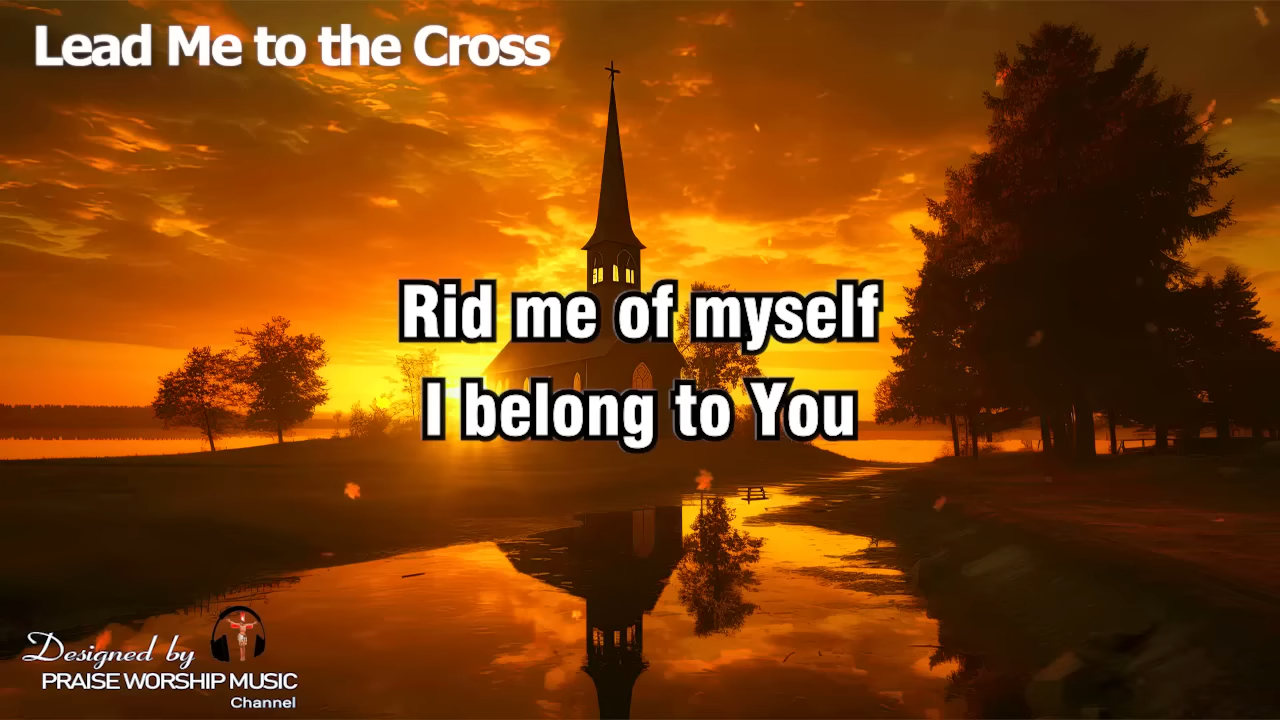 Lead Me to the Cross
Rid me of myself
I belong to You
Designed by
PRAISE WORSHIP MUSIC
Channel